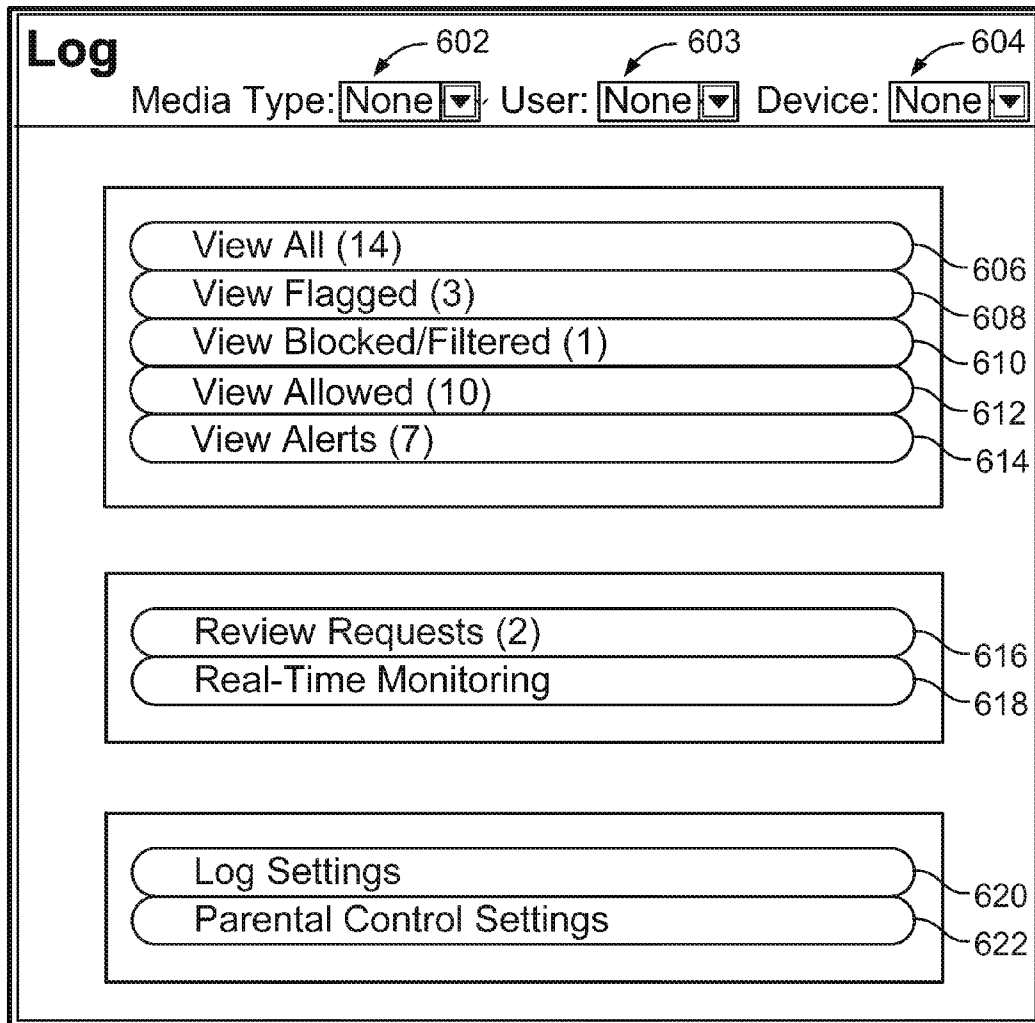 Log
602 603 604
Media Type: None User: None Device: None
View All (14)
606
View Flagged (3)
608
View Blocked/Filtered (1)
610
View Allowed (10)
612
View Alerts (7)
614
Review Requests (2)
616
Real-Time Monitoring
618
Log Settings
620
Parental Control Settings
622